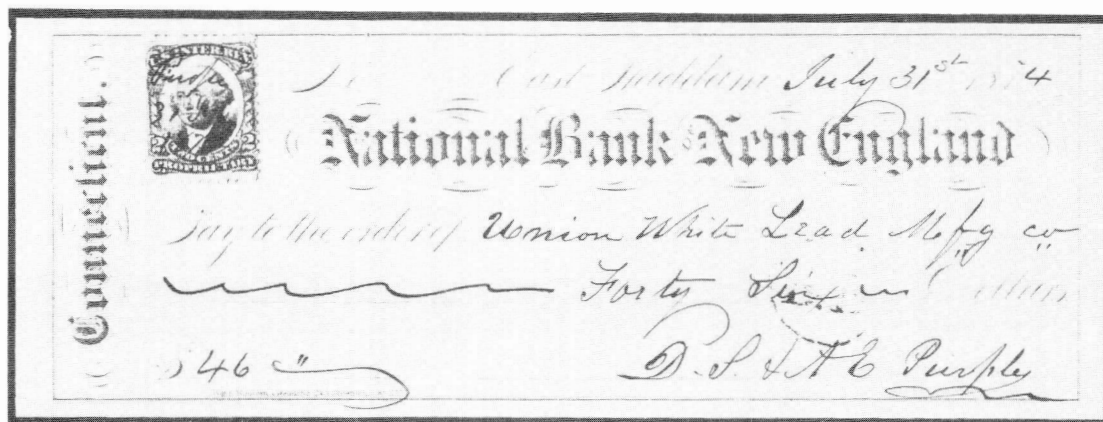 East Haddam July 31st 1874
National Bank of New England
Connecticut.
Pay to the order of Union White Lead Mfg co
Forty Six Dollars
$46
D. S. & A E Purple